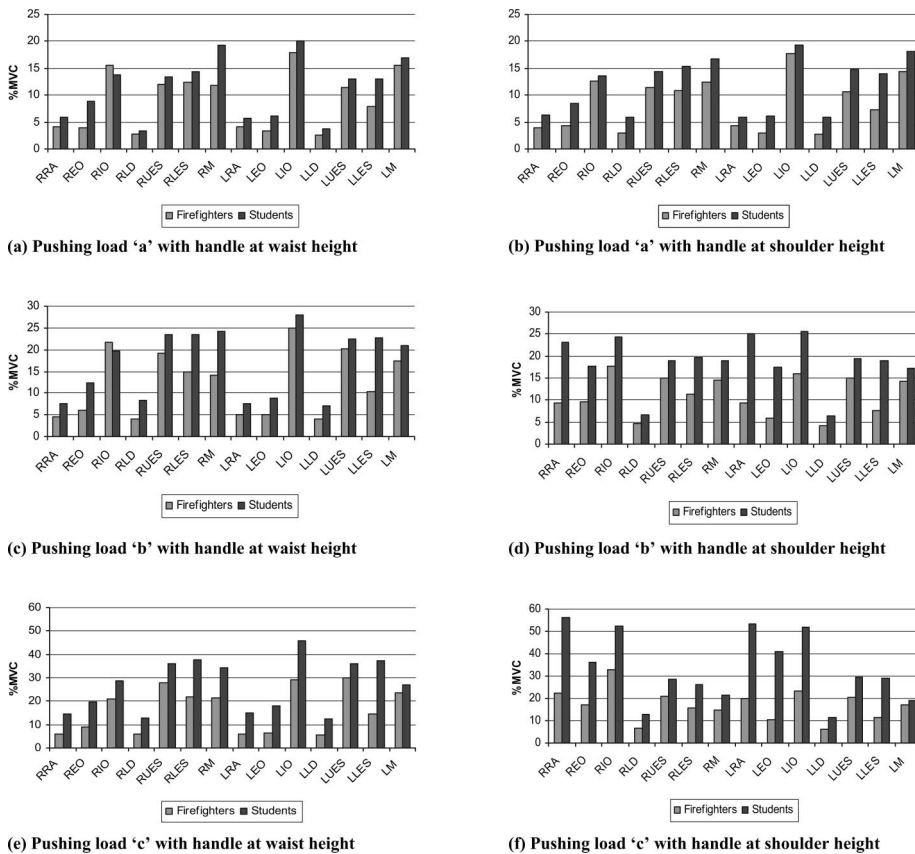 25
20
15
10
5
0
%MVC
RRA
REO
RIO
RLD
RUES
RLES
RM
LRA
LEO
LIO
LLD
LUES
LLES
LM
Firefighters Students
(a) Pushing load ‘a’ with handle at waist height
25
20
15
10
5
0
%MVC
RRA
REO
RIO
RLD
RUES
RLES
RM
LRA
LEO
LIO
LLD
LUES
LLES
LM
Firefighters Students
(b) Pushing load ‘a’ with handle at shoulder height
30
25
20
15
10
5
0
%MVC
RRA
REO
RIO
RLD
RUES
RLES
RM
LRA
LEO
LIO
LLD
LUES
LLES
LM
Firefighters Students
(c) Pushing load ‘b’ with handle at waist height
30
25
20
15
10
5
0
%MVC
RRA
REO
RIO
RLD
RUES
RLES
RM
LRA
LEO
LIO
LLD
LUES
LLES
LM
Firefighters Students
(d) Pushing load ‘b’ with handle at shoulder height
60
50
40
30
20
10
0
%MVC
RRA
REO
RIO
RLD
RUES
RLES
RM
LRA
LEO
LIO
LLD
LUES
LLES
LM
Firefighters Students
(e) Pushing load ‘c’ with handle at waist height
60
50
40
30
20
10
0
%MVC
RRA
REO
RIO
RLD
RUES
RLES
RM
LRA
LEO
LIO
LLD
LUES
LLES
LM
Firefighters Students
(f) Pushing load ‘c’ with handle at shoulder height